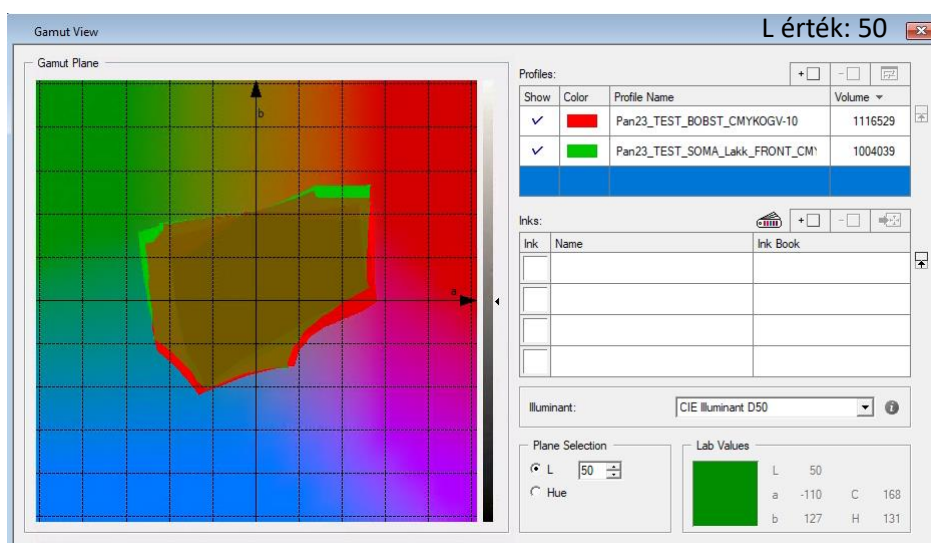 L érték: 50
Gamut View
Gamut Plane
b
a
Profiles:
Show Color Profile Name Volume
Pan23_TEST_BOBST_CMYKOGV-10 1116529
Pan23_TEST_SOMA_Lakk_FRONT_CMY 1004039
Inks:
Ink Name Ink Book
Illuminant: CIE Illuminant D50
Plane Selection
L 50
Hue
Lab Values
L 50
a -110 C 168
b 127 H 131